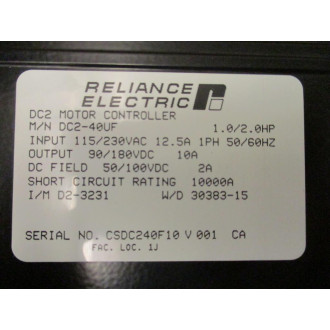 RELIANCE
ELECTRIC
DC2 MOTOR CONTROLLER
M/N DC2-40UF 1.0/2.0HP
INPUT 115/230VAC 12.5A 1PH 50/60HZ
OUTPUT 90/180VDC 10A
DC FIELD 50/100VDC 2A
SHORT CIRCUIT RATING 10000A
I/M D2-3231 W/D 30383-15
SERIAL NO. CSDC240F10 V 001 CA
FAC. LOC. 1J